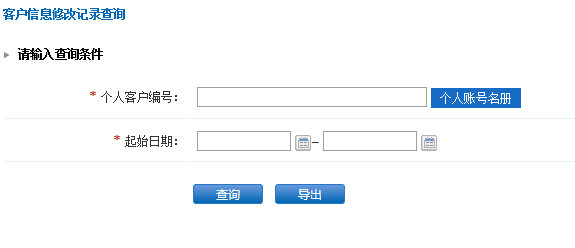 客户信息修改记录查询
请输入查询条件
* 个人客户编号： 个人账号名册
* 起始日期： –
查询 导出